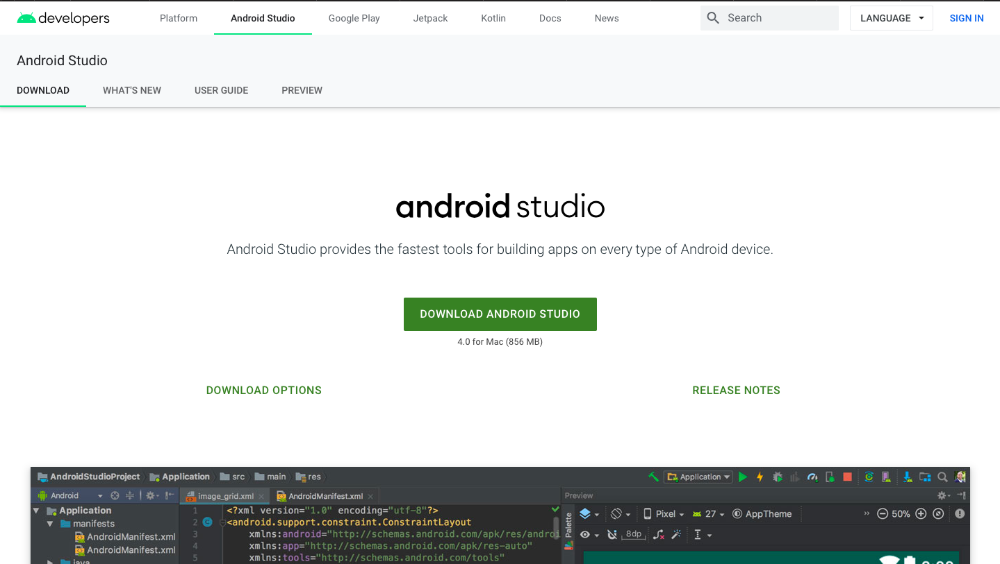 developers Platform Android Studio Google Play Jetpack Kotlin Docs News Search LANGUAGE SIGN IN
Android Studio
DOWNLOAD WHAT'S NEW USER GUIDE PREVIEW
android studio
Android Studio provides the fastest tools for building apps on every type of Android device.
DOWNLOAD ANDROID STUDIO
4.0 for Mac (856 MB)
DOWNLOAD OPTIONS RELEASE NOTES
AndroidStudioProject Application src main res Application
Android image_grid.xml AndroidManifest.xml Preview
Application 1 <?xml version="1.0" encoding="utf-8"?>
manifests 2 <android.support.constraint.ConstraintLayout
Palette Pixel 27 AppTheme 50%
AndroidManifest.xml 3 xmlns:android="http://schemas.android.com/apk/res/androi
8dp
AndroidManifest.xml 4 xmlns:app="http://schemas.android.com/apk/res-auto"
java 5 xmlns:tools="http://schemas.android.com/tools"